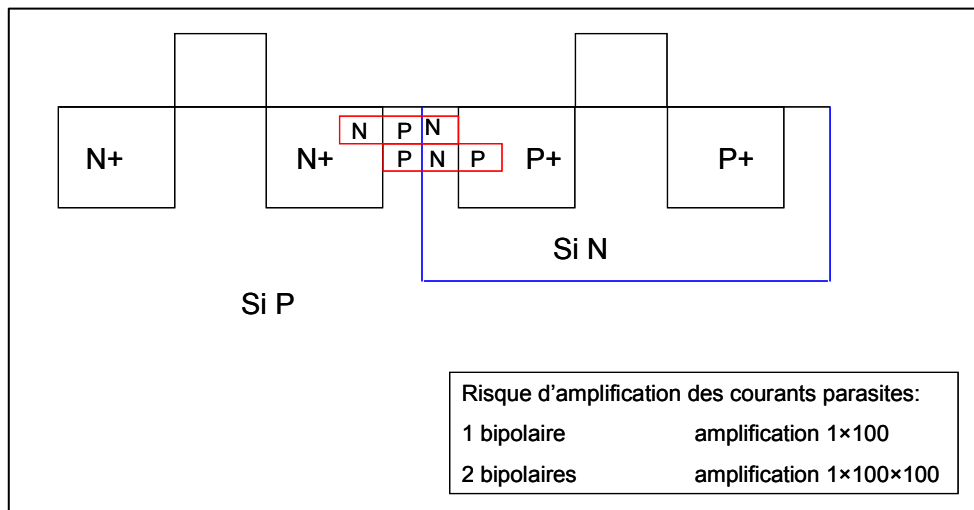 N P N
P N P
N+ N+ P+ P+
Si N
Si P
Risque d'amplification des courants parasites:
1 bipolaire amplification 1×100
2 bipolaires amplification 1×100×100